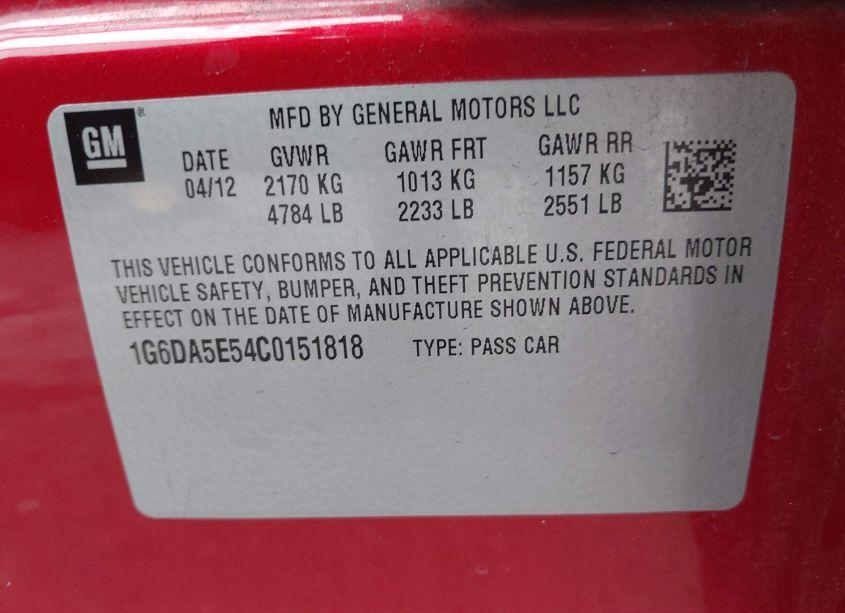 GM
MFD BY GENERAL MOTORS LLC
DATE GVWR GAWR FRT GAWR RR
04/12 2170 KG 1013 KG 1157 KG
4784 LB 2233 LB 2551 LB
THIS VEHICLE CONFORMS TO ALL APPLICABLE U.S. FEDERAL MOTOR
VEHICLE SAFETY, BUMPER, AND THEFT PREVENTION STANDARDS IN
EFFECT ON THE DATE OF MANUFACTURE SHOWN ABOVE.
1G6DA5E54C0151818 TYPE: PASS CAR